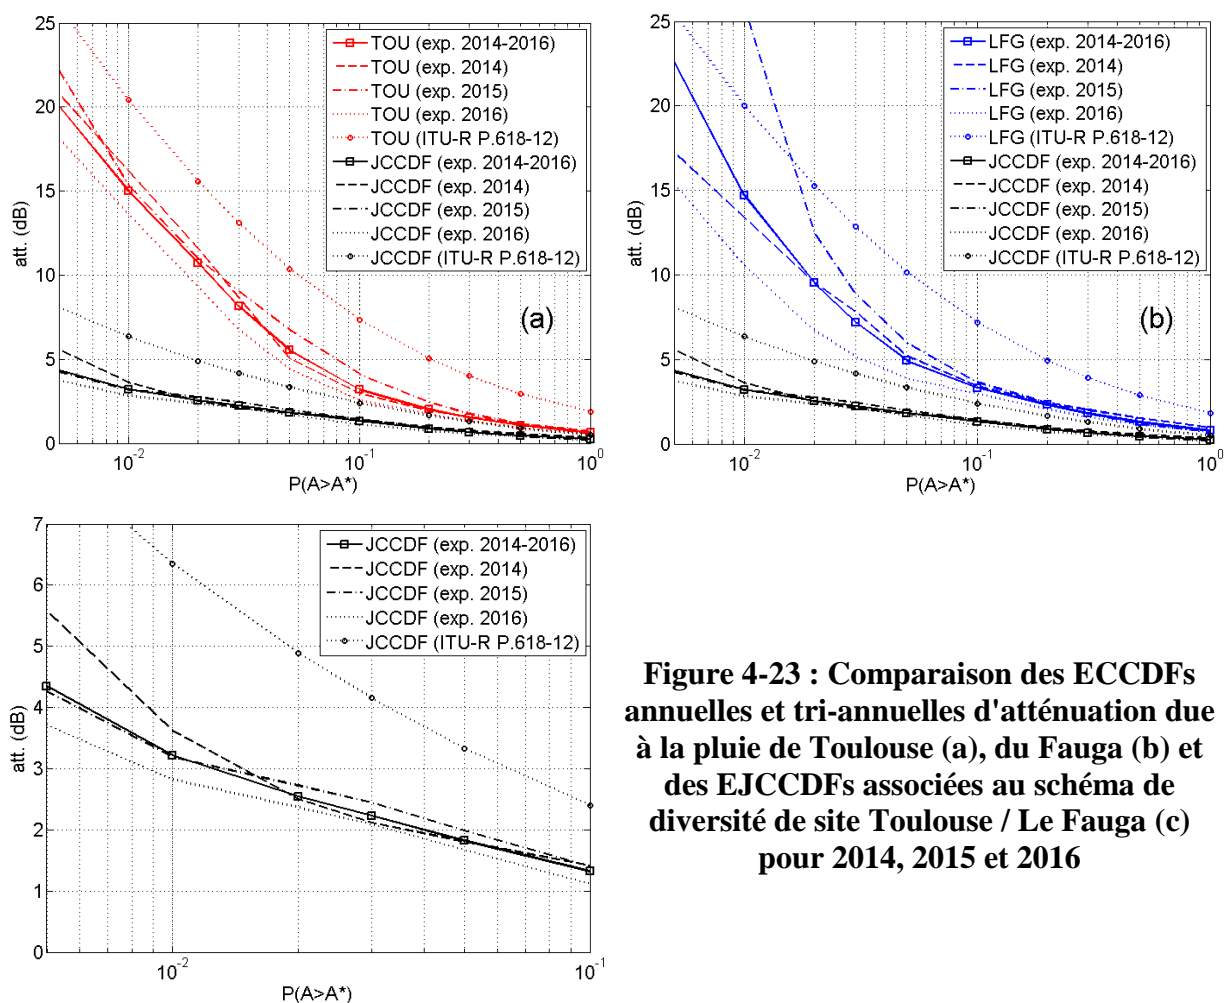 25
20
15
10
5
0
att. (dB)
TOU (exp. 2014-2016)
TOU (exp. 2014)
TOU (exp. 2015)
TOU (exp. 2016)
TOU (ITU-R P.618-12)
JCCDF (exp. 2014-2016)
JCCDF (exp. 2014)
JCCDF (exp. 2015)
JCCDF (exp. 2016)
JCCDF (ITU-R P.618-12)
(a)
10⁻² 10⁻¹ 10⁰
P(A>A*)
25
20
15
10
5
0
att. (dB)
LFG (exp. 2014-2016)
LFG (exp. 2014)
LFG (exp. 2015)
LFG (exp. 2016)
LFG (ITU-R P.618-12)
JCCDF (exp. 2014-2016)
JCCDF (exp. 2014)
JCCDF (exp. 2015)
JCCDF (exp. 2016)
JCCDF (ITU-R P.618-12)
(b)
10⁻² 10⁻¹ 10⁰
P(A>A*)
7
6
5
4
3
2
1
0
att. (dB)
JCCDF (exp. 2014-2016)
JCCDF (exp. 2014)
JCCDF (exp. 2015)
JCCDF (exp. 2016)
JCCDF (ITU-R P.618-12)
10⁻² 10⁻¹
P(A>A*)
Figure 4-23 : Comparaison des ECCDFs
annuelles et tri-annuelles d'atténuation due
à la pluie de Toulouse (a), du Fauga (b) et
des EJCCDFs associées au schéma de
diversité de site Toulouse / Le Fauga (c)
pour 2014, 2015 et 2016